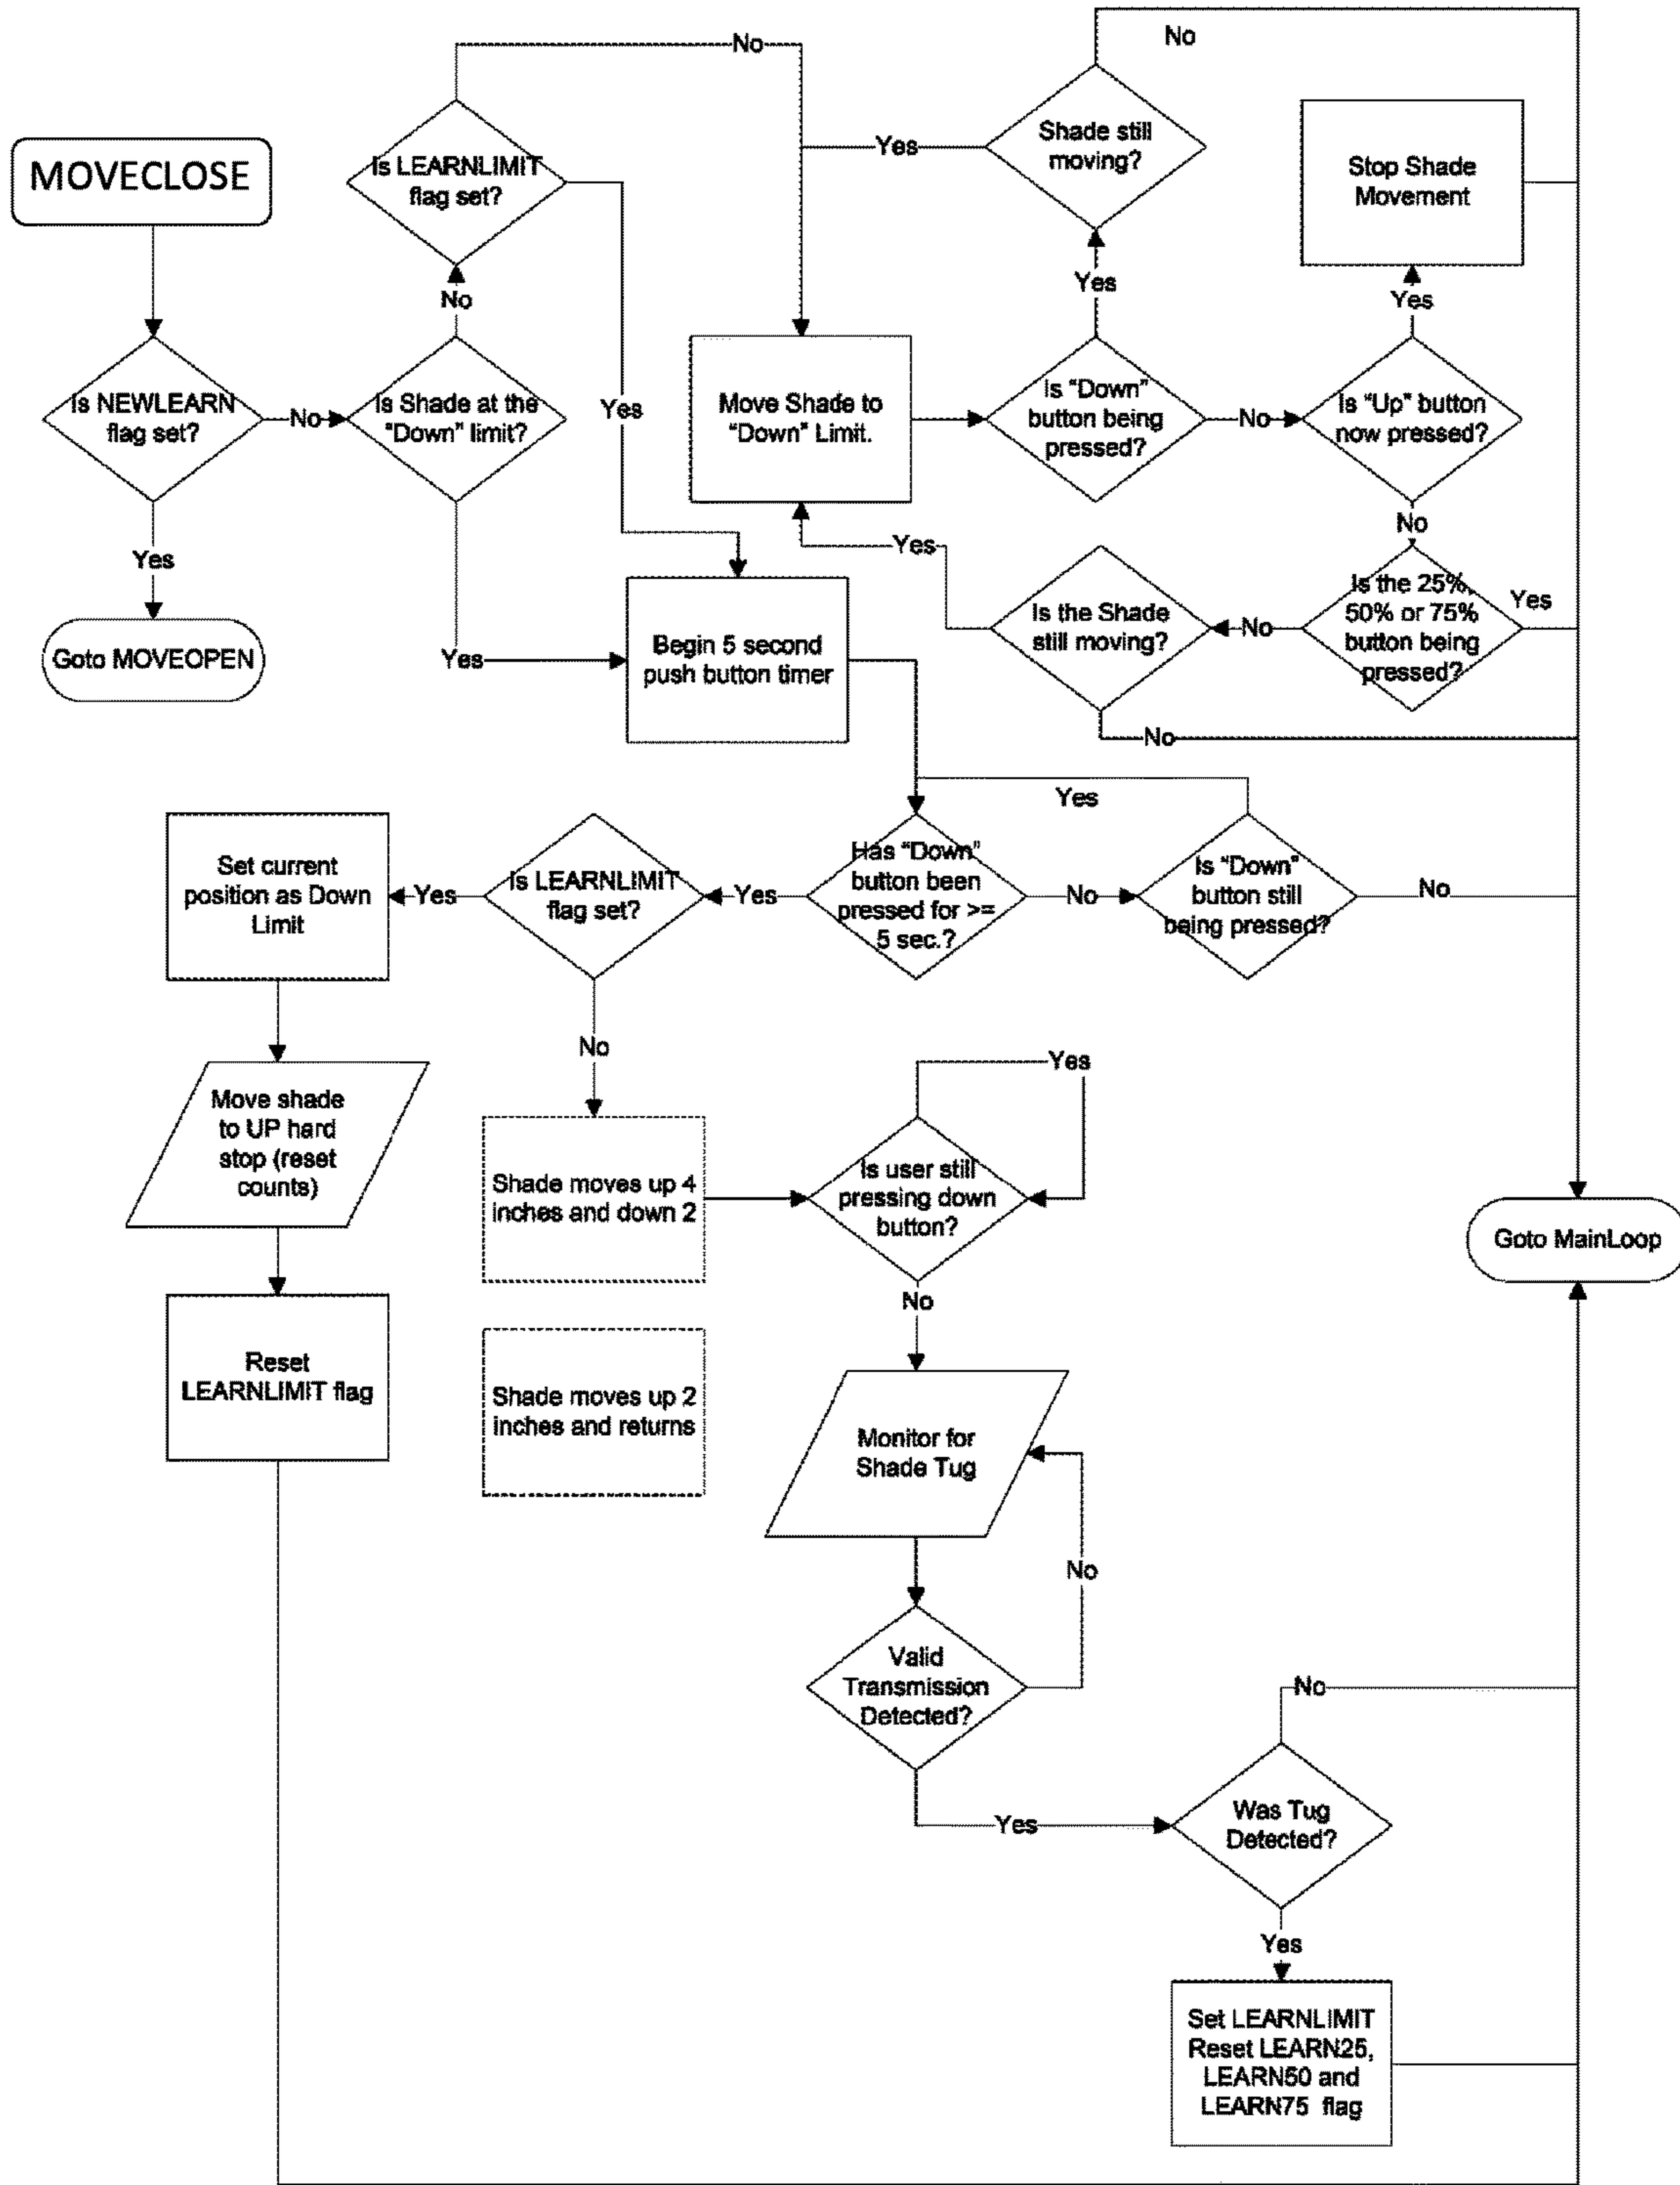 No
No
MOVECLOSE
Is LEARNLIMIT
flag set?
Yes
Shade still
moving?
Stop Shade
Movement
No
Yes
Yes
Is NEWLEARN
flag set?
No
Is Shade at the
"Down" limit?
Yes
Move Shade to
"Down" Limit.
Is "Down"
button being
pressed?
No
Is "Up" button
now pressed?
No
Yes
Yes
Goto MOVEOPEN
Yes
Begin 5 second
push button timer
Is the Shade
still moving?
No
Is the 25%,
50% or 75%
button being
pressed?
Yes
No
Yes
Set current
position as Down
Limit
Yes
Is LEARNLIMIT
flag set?
Yes
Has "Down"
button been
pressed for >=
5 sec.?
No
Is "Down"
button still
being pressed?
No
No
Yes
Move shade
to UP hard
stop (reset
counts)
Shade moves up 4
inches and down 2
Is user still
pressing down
button?
Goto MainLoop
No
Reset
LEARNLIMIT flag
Shade moves up 2
inches and returns
Monitor for
Shade Tug
No
Valid
Transmission
Detected?
No
Yes
Was Tug
Detected?
Yes
Set LEARNLIMIT
Reset LEARN25,
LEARN50 and
LEARN75 flag